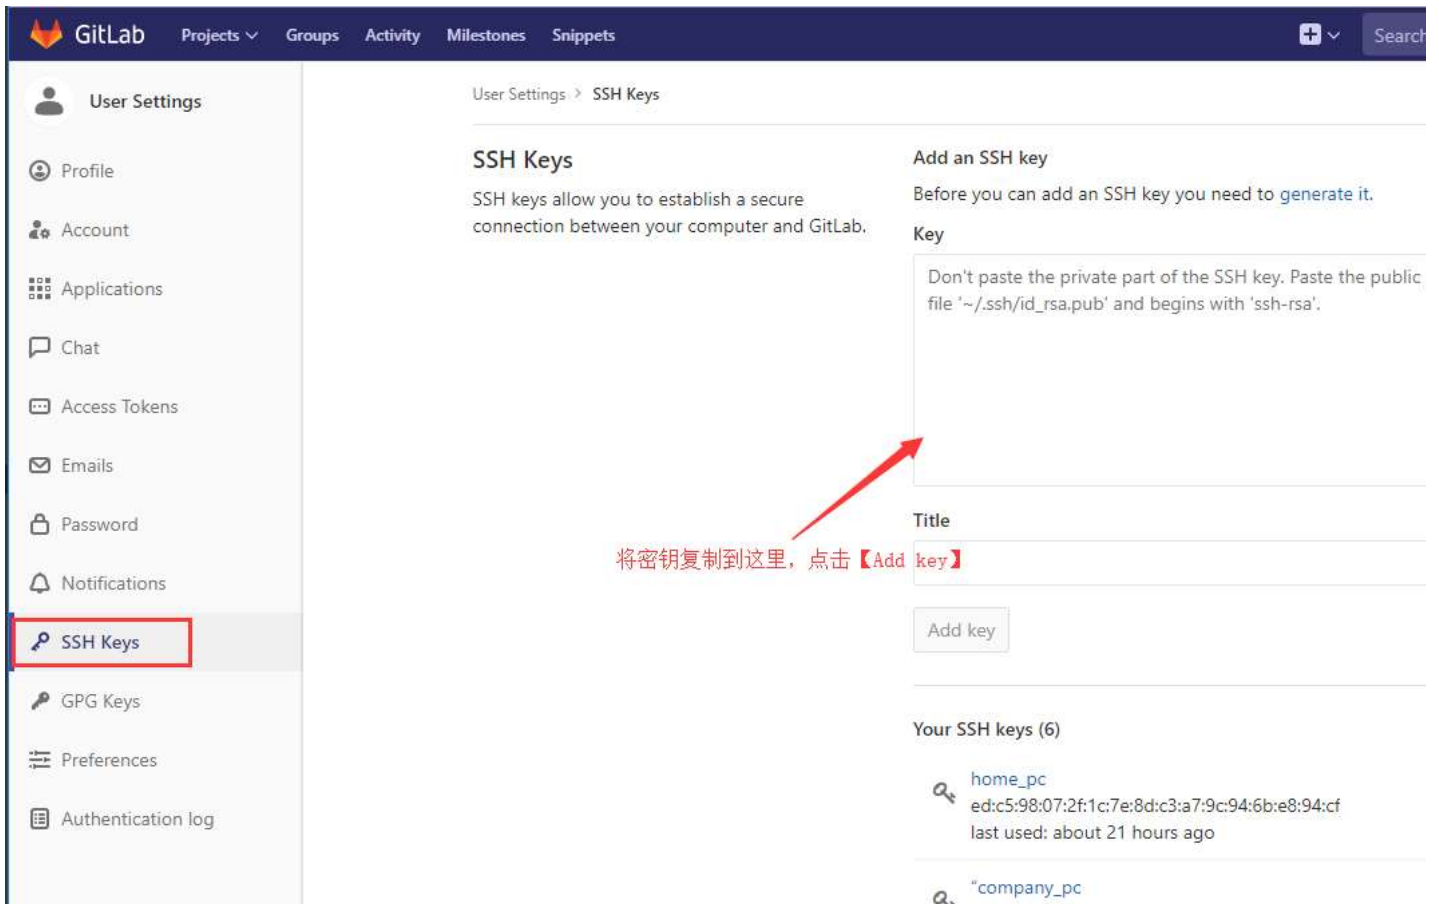 GitLab Projects Groups Activity Milestones Snippets Search
User Settings
Profile
Account
Applications
Chat
Access Tokens
Emails
Password
Notifications
SSH Keys
GPG Keys
Preferences
Authentication log
User Settings > SSH Keys
SSH Keys
SSH keys allow you to establish a secure
connection between your computer and GitLab.
Add an SSH key
Before you can add an SSH key you need to generate it.
Key
Don't paste the private part of the SSH key. Paste the public
file '~/.ssh/id_rsa.pub' and begins with 'ssh-rsa'.
将密钥复制到这里，点击【Add key】
Title
Add key
Your SSH keys (6)
home_pc
ed:c5:98:07:2f:1c:7e:8d:c3:a7:9c:94:6b:e8:94:cf
last used: about 21 hours ago
"company_pc